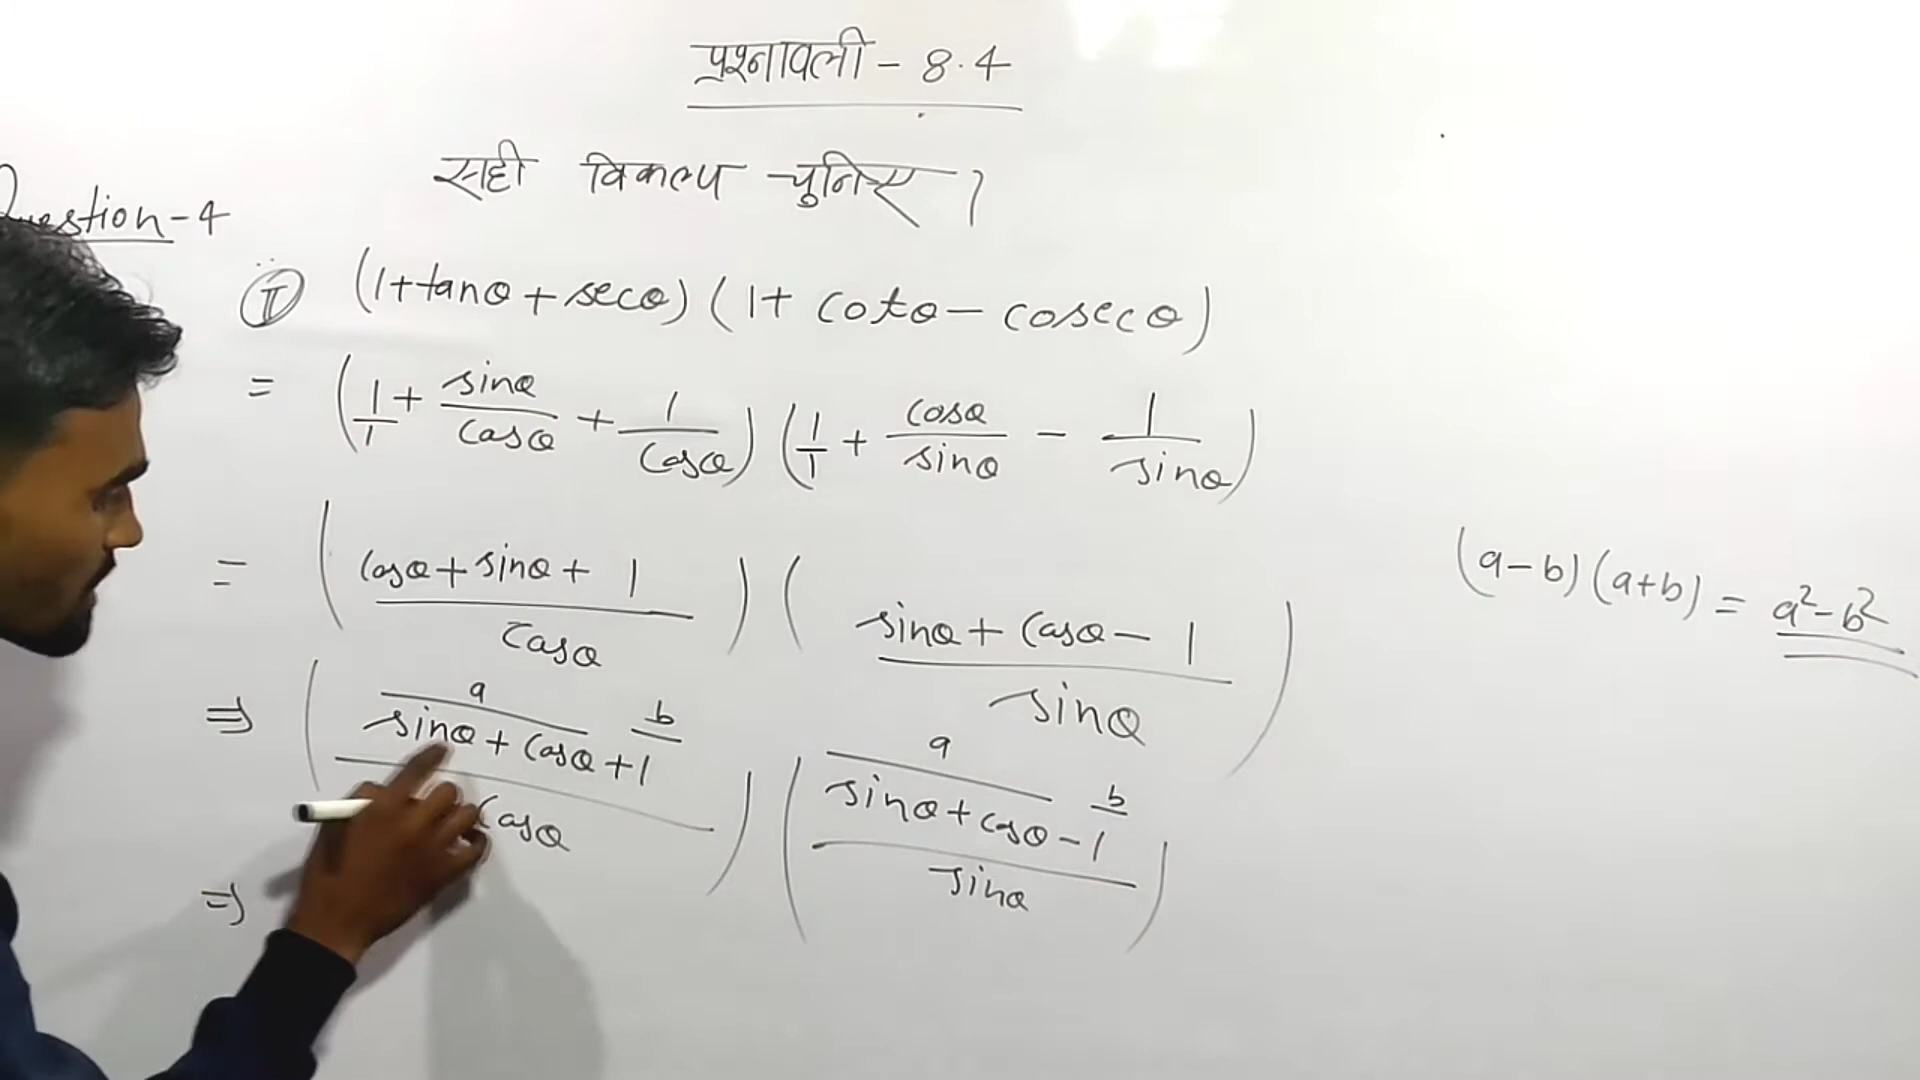 प्रश्नावली - 8.4
सही विकल्प चुनिए।
Question-4
(ii) (1+tanθ+secθ)(1+cotθ-cosecθ)
= (1/1 + sinθ/cosθ + 1/cosθ)(1/1 + cosθ/sinθ - 1/sinθ)
= ((cosθ+sinθ+1)/cosθ)((sinθ+cosθ-1)/sinθ)
(a-b)(a+b) = a²-b²
a b a b
⇒ ((sinθ+cosθ+1)/cosθ)((sinθ+cosθ-1)/sinθ)
⇒